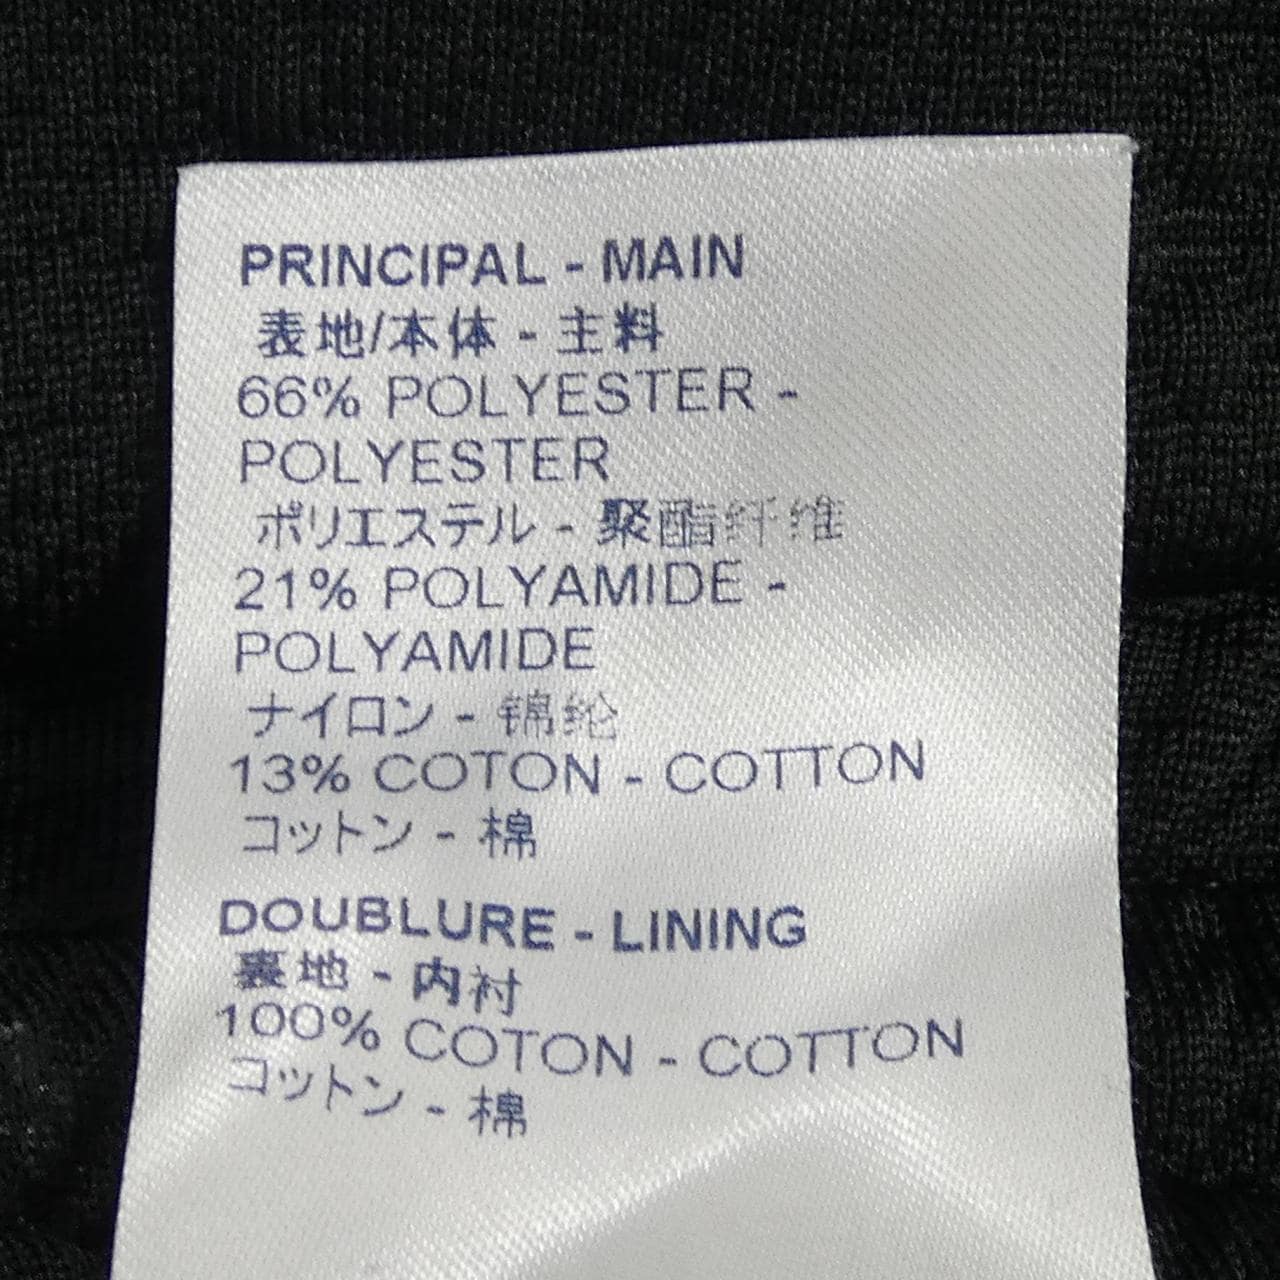 PRINCIPAL - MAIN
表地/本体 - 主料
66% POLYESTER -
POLYESTER
ポリエステル - 聚酯纤维
21% POLYAMIDE -
POLYAMIDE
ナイロン - 锦纶
13% COTON - COTTON
コットン - 棉
DOUBLURE - LINING
裏地 - 内衬
100% COTON - COTTON
コットン - 棉